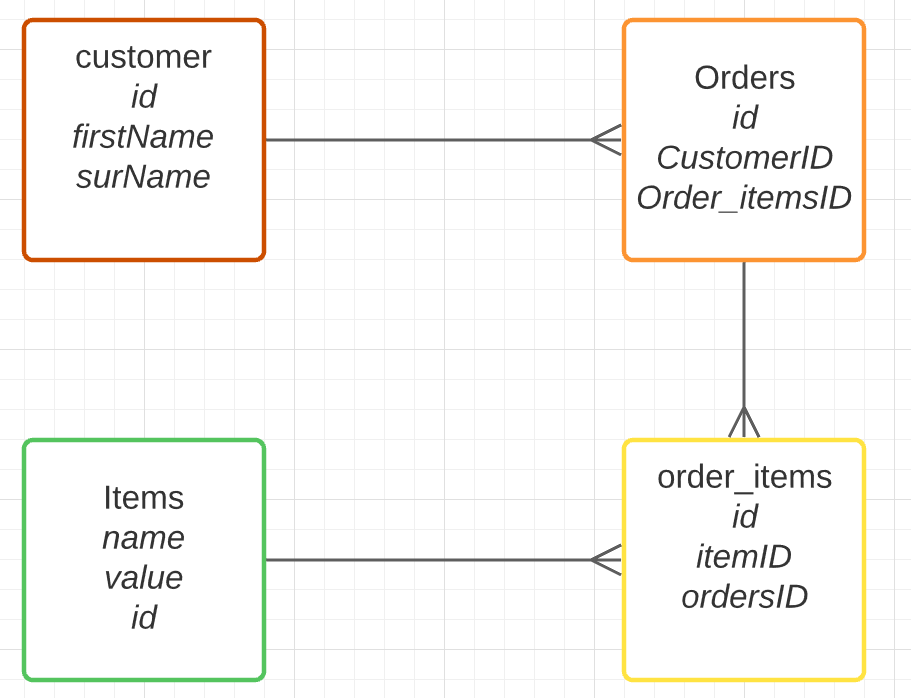 customer
id
firstName
surName
Orders
id
CustomerID
Order_itemsID
Items
name
value
id
order_items
id
itemID
ordersID